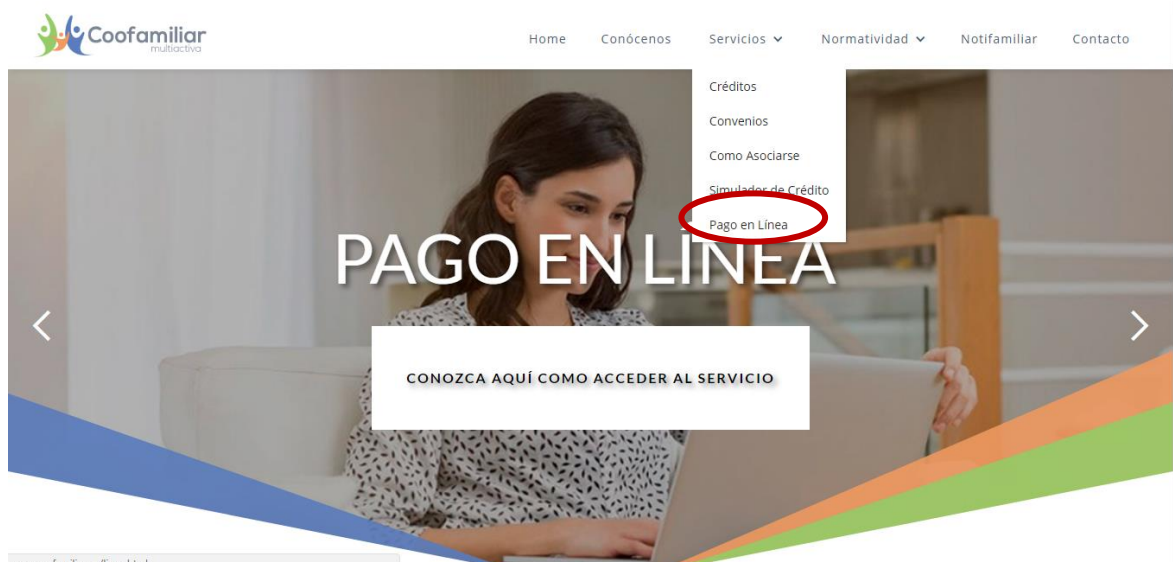 Coofamiliar
multiactiva
Home Conócenos Servicios Normatividad Notifamiliar Contacto
Créditos
Convenios
Como Asociarse
Simulador de Crédito
Pago en Línea
PAGO EN LÍNEA
CONOZCA AQUÍ COMO ACCEDER AL SERVICIO